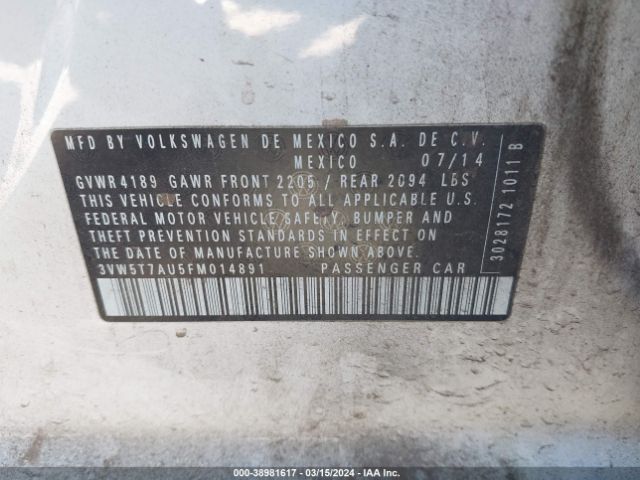 MFD BY VOLKSWAGEN DE MEXICO S.A. DE C.V.
MEXICO 07/14
GVWR4189 GAWR FRONT 2205 / REAR 2094 LBS
THIS VEHICLE CONFORMS TO ALL APPLICABLE U.S.
FEDERAL MOTOR VEHICLE SAFETY, BUMPER AND
THEFT PREVENTION STANDARDS IN EFFECT ON
THE DATE OF MANUFACTURE SHOWN ABOVE.
3VW5T7AU5FM014891 PASSENGER CAR
3028172 1011 B
000-38981617 - 03/15/2024 - IAA Inc.